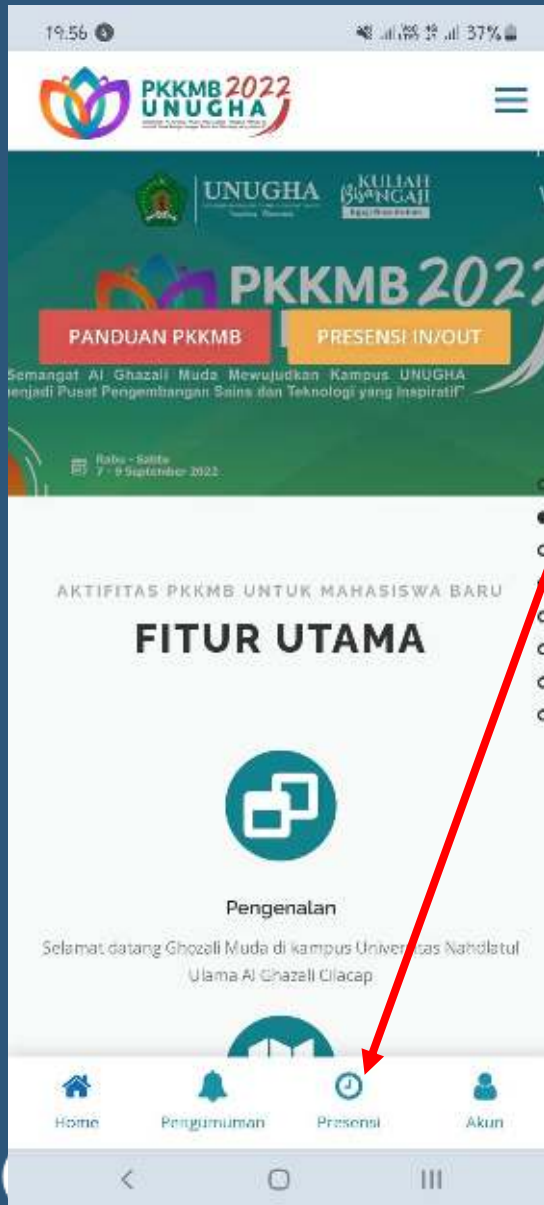 19:56
37%
PKKMB 2022
UNUGHA
UNUGHA
KULIAH
BISA NGAJI
PKKMB 2022
PANDUAN PKKMB
PRESENSI IN/OUT
Semangat Al Ghazali Muda Mewujudkan Kampus UNUGHA
enjadi Pusat Pengembangan Sains dan Teknologi yang Inspiratif"
Rabu - Sabtu
7 - 9 September 2022
AKTIFITAS PKKMB UNTUK MAHASISWA BARU
FITUR UTAMA
Pengenalan
Selamat datang Ghozali Muda di kampus Universitas Nahdlatul
Ulama Al Ghazali Cilacap
Home
Pengumuman
Presensi
Akun